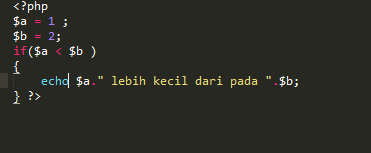 <?php
$a = 1 ;
$b = 2;
if($a < $b )
{
echo $a." lebih kecil dari pada ".$b;
} ?>